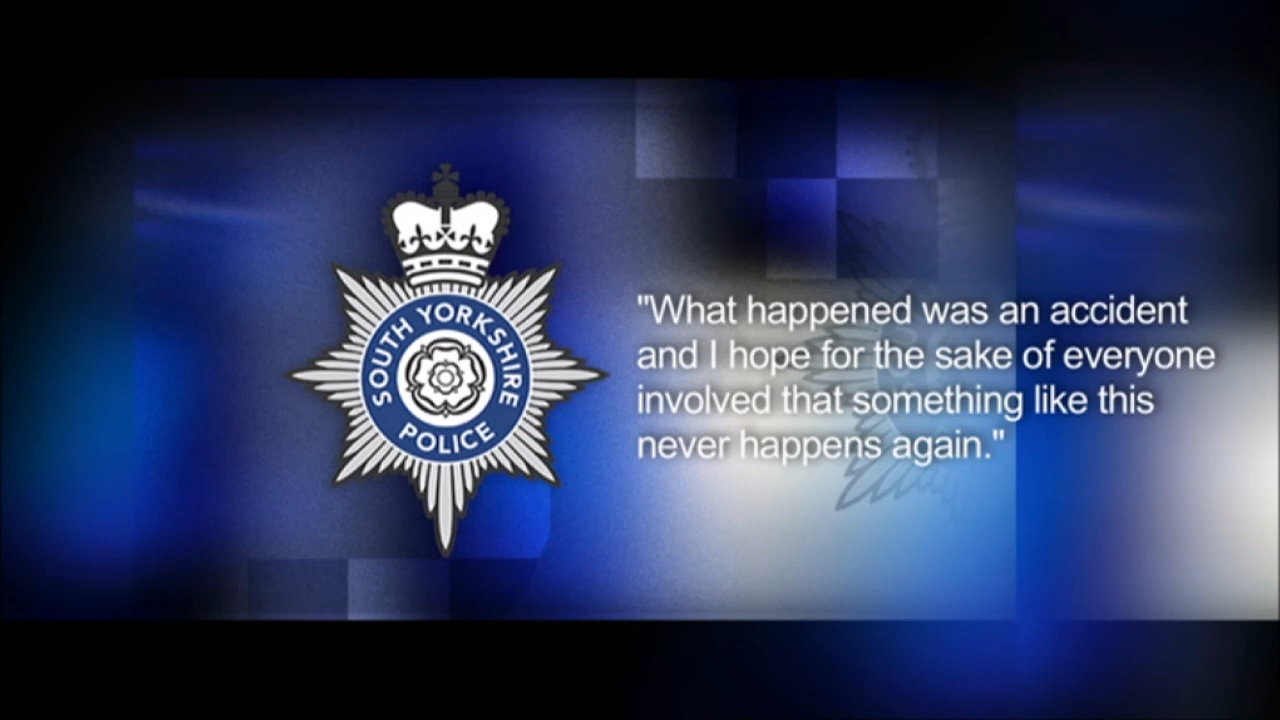 SOUTH YORKSHIRE
POLICE
"What happened was an accident
and I hope for the sake of everyone
involved that something like this
never happens again."